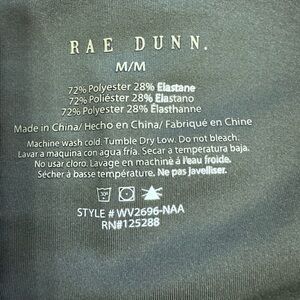 RAE DUNN.
M/M
72% Polyester 28% Elastane
72% Poliéster 28% Elastano
72% Polyester 28% Élasthanne
Made in China/ Hecho en China/ Fabriqué en Chine
Machine wash cold. Tumble Dry Low. Do not bleach.
Lavar a maquina con agua fría. Secar a temperatura baja.
No usar cloro. Lavage en machine á l'eau froide.
Sécher á basse température. Ne pas javelliser.
STYLE # WV2696-NAA
RN#125288